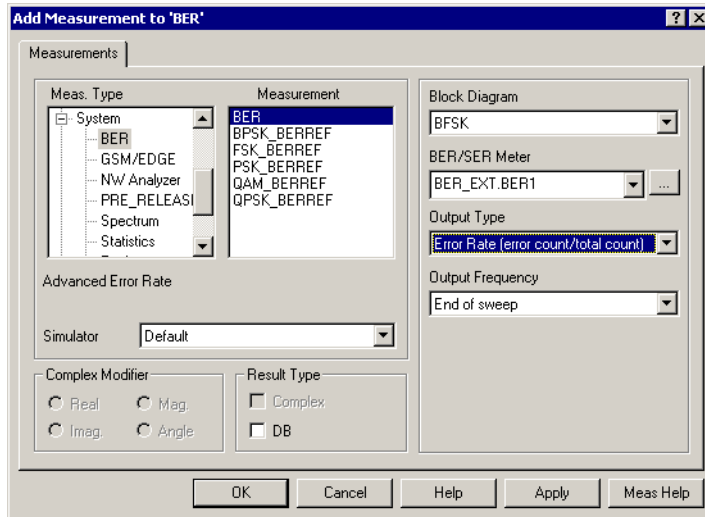 Add Measurement to 'BER'
Measurements
Meas. Type
System
BER
GSM/EDGE
NW Analyzer
PRE_RELEASI
Spectrum
Statistics
Measurement
BER
BPSK_BERREF
FSK_BERREF
PSK_BERREF
QAM_BERREF
QPSK_BERREF
Advanced Error Rate
Simulator Default
Complex Modifier
Real Mag.
Imag. Angle
Result Type
Complex
DB
Block Diagram
BFSK
BER/SER Meter
BER_EXT.BER1 ...
Output Type
Error Rate (error count/total count)
Output Frequency
End of sweep
OK Cancel Help Apply Meas Help